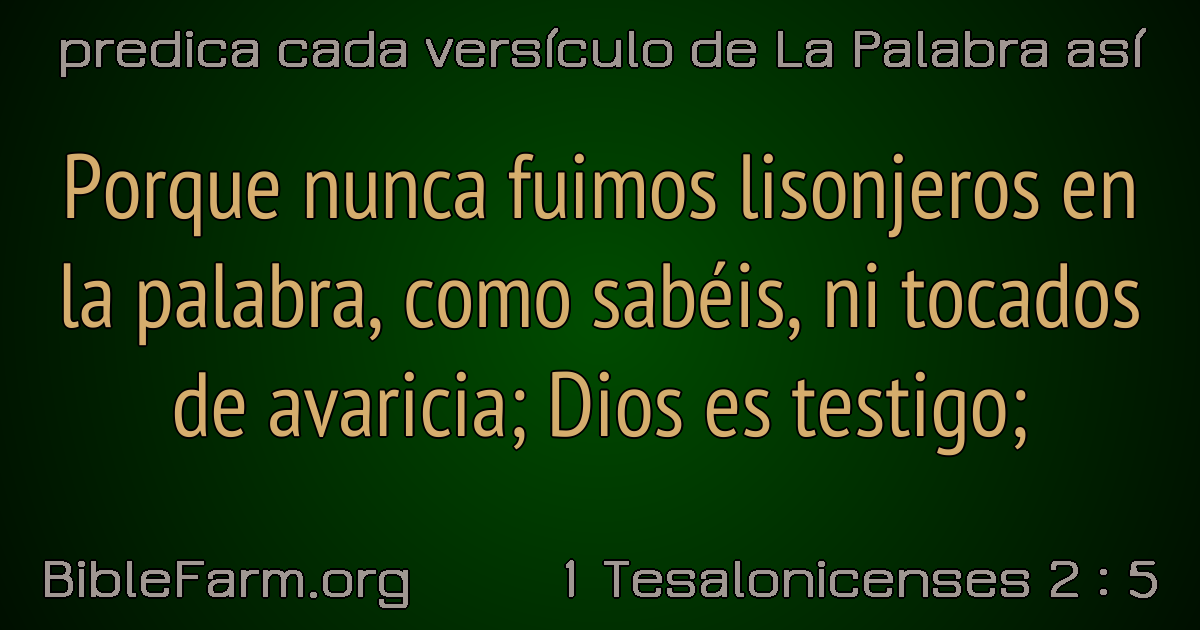 predica cada versículo de La Palabra así
Porque nunca fuimos lisonjeros en
la palabra, como sabéis, ni tocados
de avaricia; Dios es testigo;
BibleFarm.org 1 Tesalonicenses 2 : 5